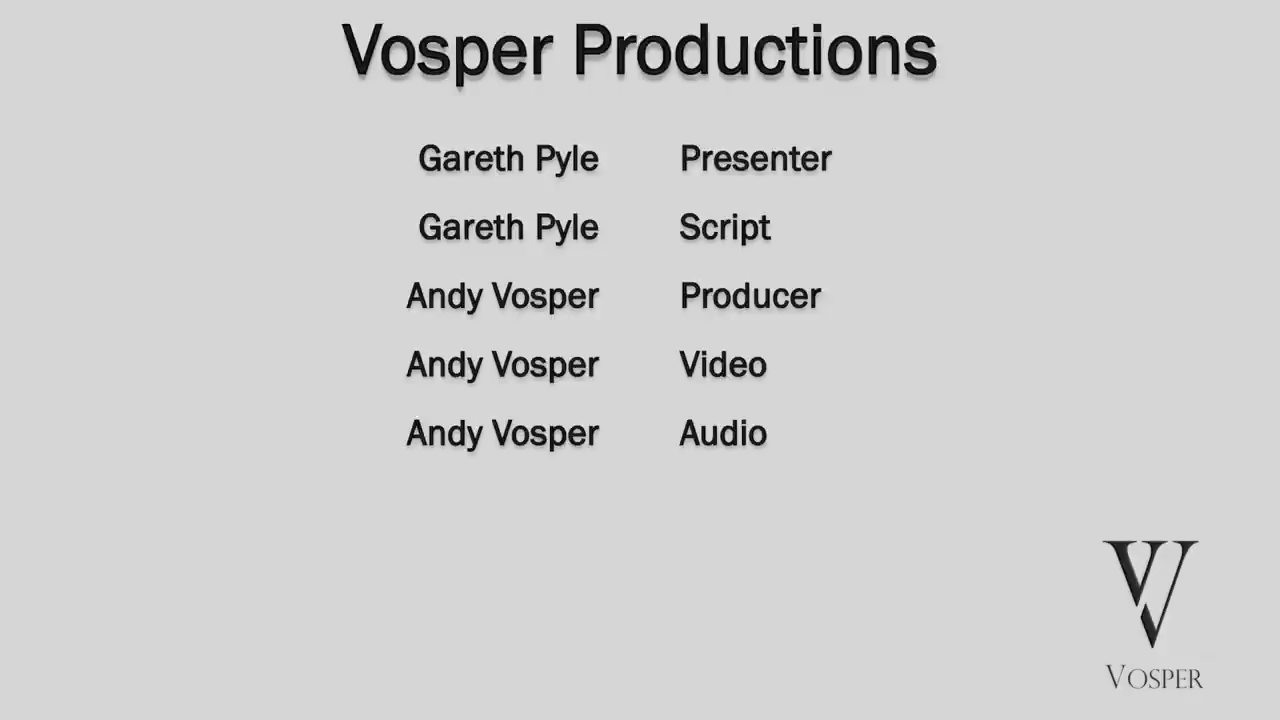 Vosper Productions
Gareth Pyle Presenter
Gareth Pyle Script
Andy Vosper Producer
Andy Vosper Video
Andy Vosper Audio
V
VOSPER